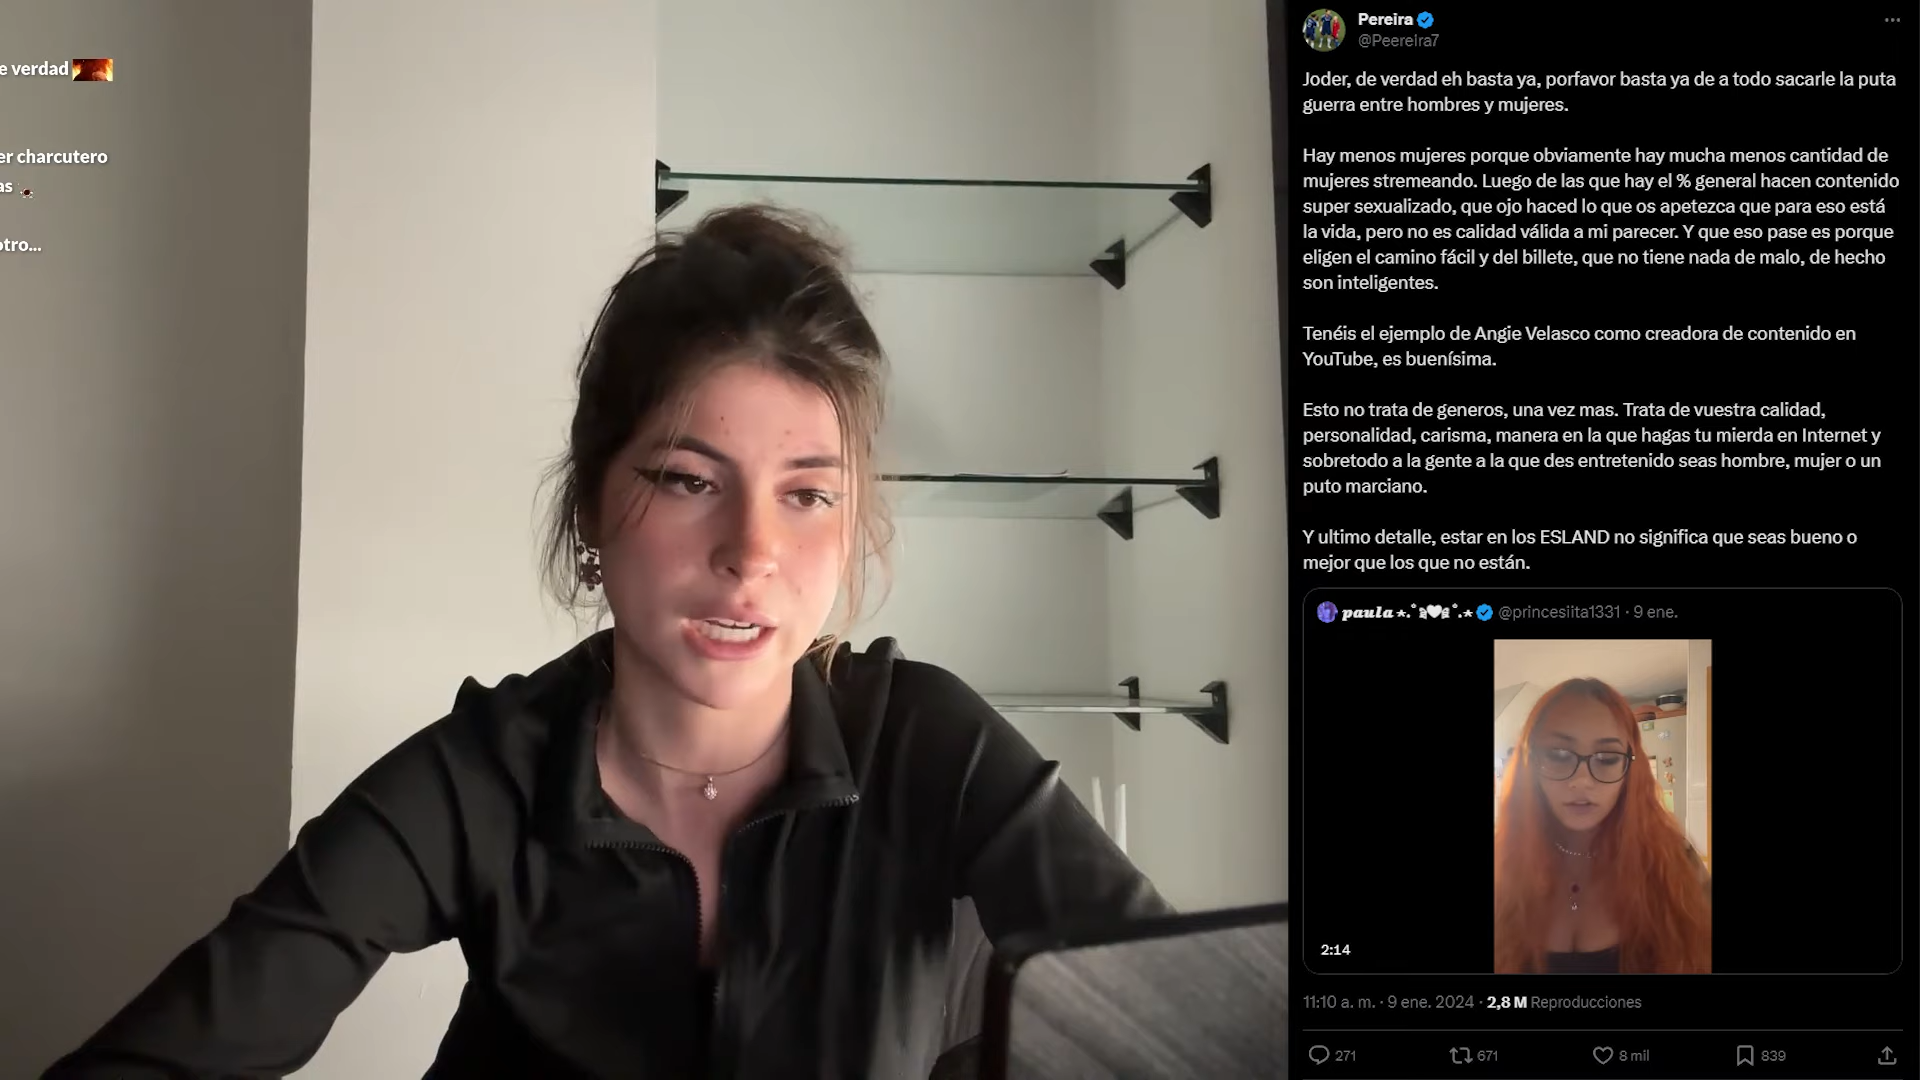 e verdad
er charcutero
as
otro...
Pereira
@Peereira7
Joder, de verdad eh basta ya, porfavor basta ya de a todo sacarle la puta
guerra entre hombres y mujeres.
Hay menos mujeres porque obviamente hay mucha menos cantidad de
mujeres stremeando. Luego de las que hay el % general hacen contenido
super sexualizado, que ojo haced lo que os apetezca que para eso está
la vida, pero no es calidad válida a mi parecer. Y que eso pase es porque
eligen el camino fácil y del billete, que no tiene nada de malo, de hecho
son inteligentes.
Tenéis el ejemplo de Angie Velasco como creadora de contenido en
YouTube, es buenísima.
Esto no trata de generos, una vez mas. Trata de vuestra calidad,
personalidad, carisma, manera en la que hagas tu mierda en Internet y
sobretodo a la gente a la que des entretenido seas hombre, mujer o un
puto marciano.
Y ultimo detalle, estar en los ESLAND no significa que seas bueno o
mejor que los que no están.
paula @princesiita1331 · 9 ene.
2:14
11:10 a. m. · 9 ene. 2024 · 2,8 M Reproducciones
271 671 8 mil 839